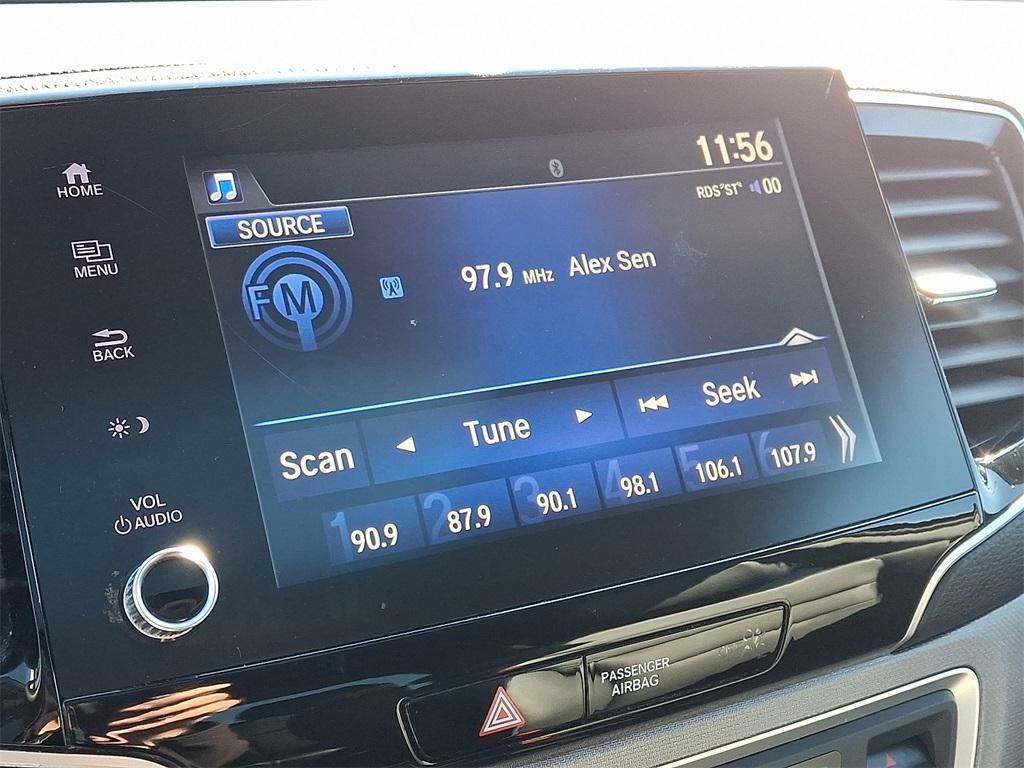 HOME
MENU
BACK
VOL
AUDIO
11:56
RDS"ST" 00
SOURCE
FM
97.9 MHz Alex Sen
Scan Tune Seek
1 90.9 2 87.9 3 90.1 4 98.1 5 106.1 6 107.9
PASSENGER
AIRBAG